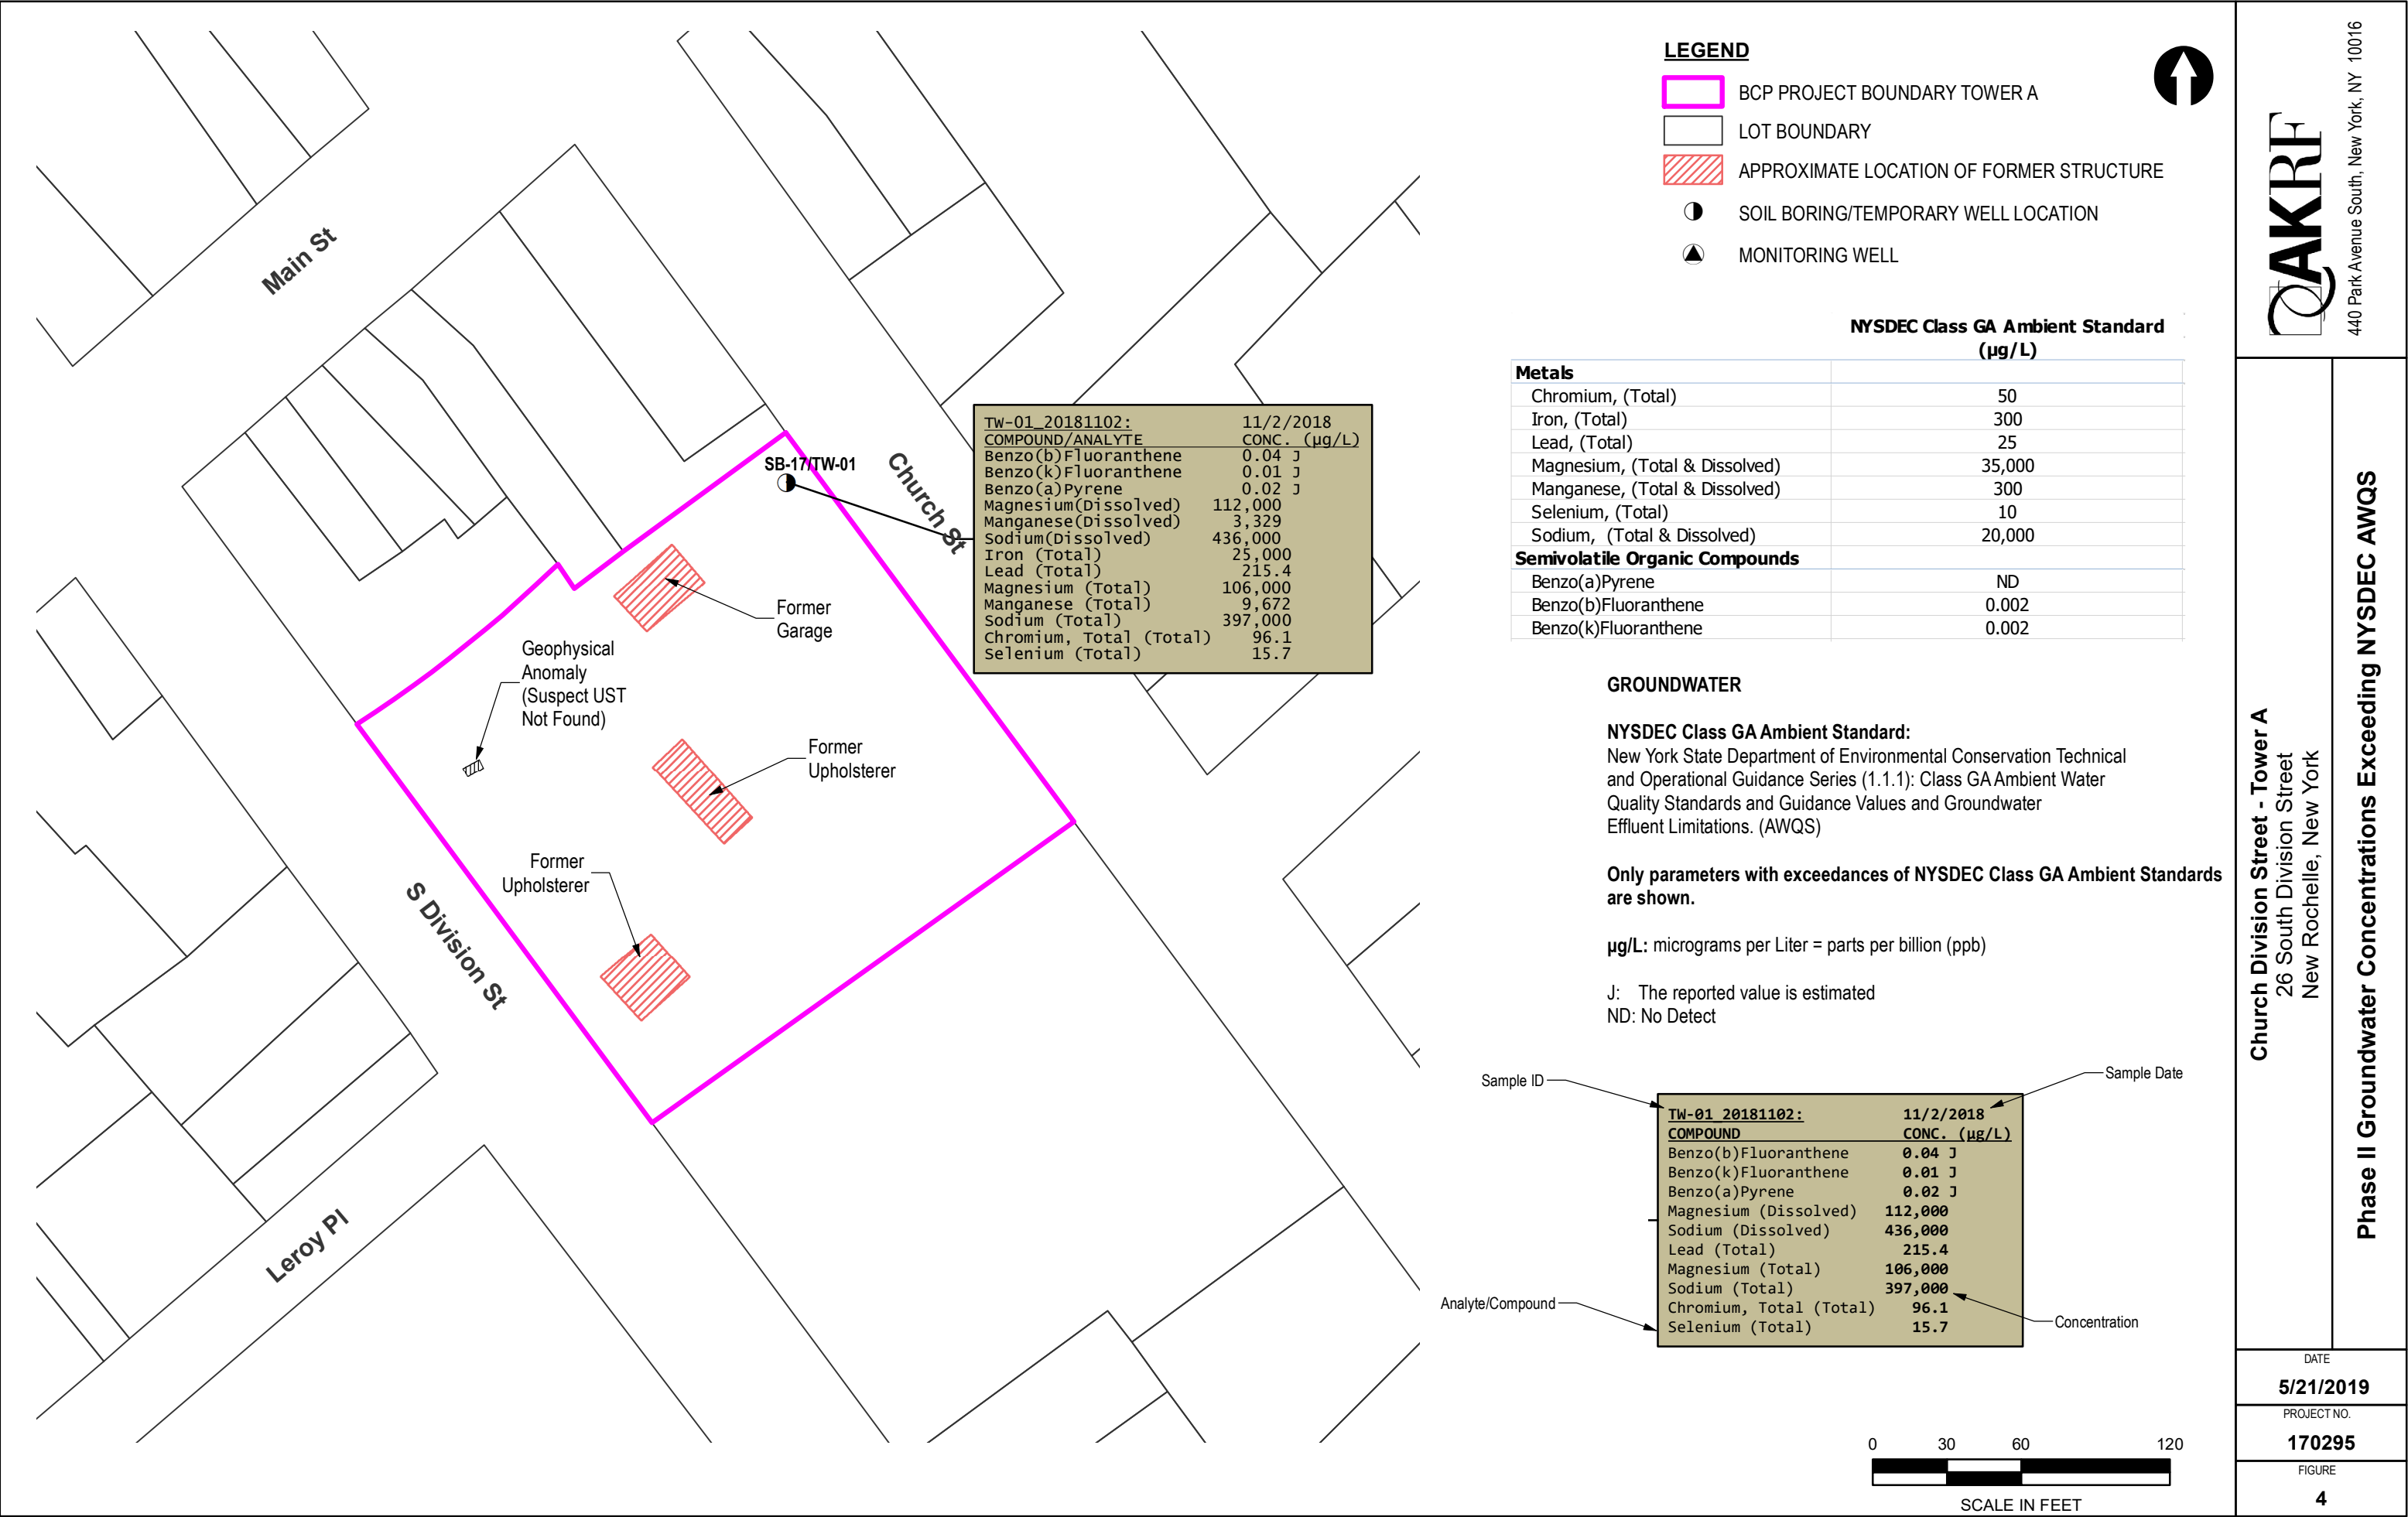 Main St
Church St
S Division St
Leroy Pl
SB-17/TW-01
Former
Garage
Geophysical
Anomaly
(Suspect UST
Not Found)
Former
Upholsterer
Former
Upholsterer
TW-01_20181102: 11/2/2018
COMPOUND/ANALYTE CONC. (µg/L)
Benzo(b)Fluoranthene 0.04 J
Benzo(k)Fluoranthene 0.01 J
Benzo(a)Pyrene 0.02 J
Magnesium(Dissolved) 112,000
Manganese(Dissolved) 3,329
Sodium(Dissolved) 436,000
Iron (Total) 25,000
Lead (Total) 215.4
Magnesium (Total) 106,000
Manganese (Total) 9,672
Sodium (Total) 397,000
Chromium, Total (Total) 96.1
Selenium (Total) 15.7
LEGEND
BCP PROJECT BOUNDARY TOWER A
LOT BOUNDARY
APPROXIMATE LOCATION OF FORMER STRUCTURE
SOIL BORING/TEMPORARY WELL LOCATION
MONITORING WELL
NYSDEC Class GA Ambient Standard
(µg/L)
Metals
Chromium, (Total) 50
Iron, (Total) 300
Lead, (Total) 25
Magnesium, (Total & Dissolved) 35,000
Manganese, (Total & Dissolved) 300
Selenium, (Total) 10
Sodium, (Total & Dissolved) 20,000
Semivolatile Organic Compounds
Benzo(a)Pyrene ND
Benzo(b)Fluoranthene 0.002
Benzo(k)Fluoranthene 0.002
GROUNDWATER
NYSDEC Class GA Ambient Standard:
New York State Department of Environmental Conservation Technical
and Operational Guidance Series (1.1.1): Class GA Ambient Water
Quality Standards and Guidance Values and Groundwater
Effluent Limitations. (AWQS)
Only parameters with exceedances of NYSDEC Class GA Ambient Standards
are shown.
µg/L: micrograms per Liter = parts per billion (ppb)
J: The reported value is estimated
ND: No Detect
Sample ID
Sample Date
TW-01_20181102: 11/2/2018
COMPOUND CONC. (µg/L)
Benzo(b)Fluoranthene 0.04 J
Benzo(k)Fluoranthene 0.01 J
Benzo(a)Pyrene 0.02 J
Magnesium (Dissolved) 112,000
Sodium (Dissolved) 436,000
Lead (Total) 215.4
Magnesium (Total) 106,000
Sodium (Total) 397,000
Chromium, Total (Total) 96.1
Selenium (Total) 15.7
Analyte/Compound
Concentration
0 30 60 120
SCALE IN FEET
AKRF
440 Park Avenue South, New York, NY 10016
Church Division Street - Tower A
26 South Division Street
New Rochelle, New York
Phase II Groundwater Concentrations Exceeding NYSDEC AWQS
DATE
5/21/2019
PROJECT NO.
170295
FIGURE
4